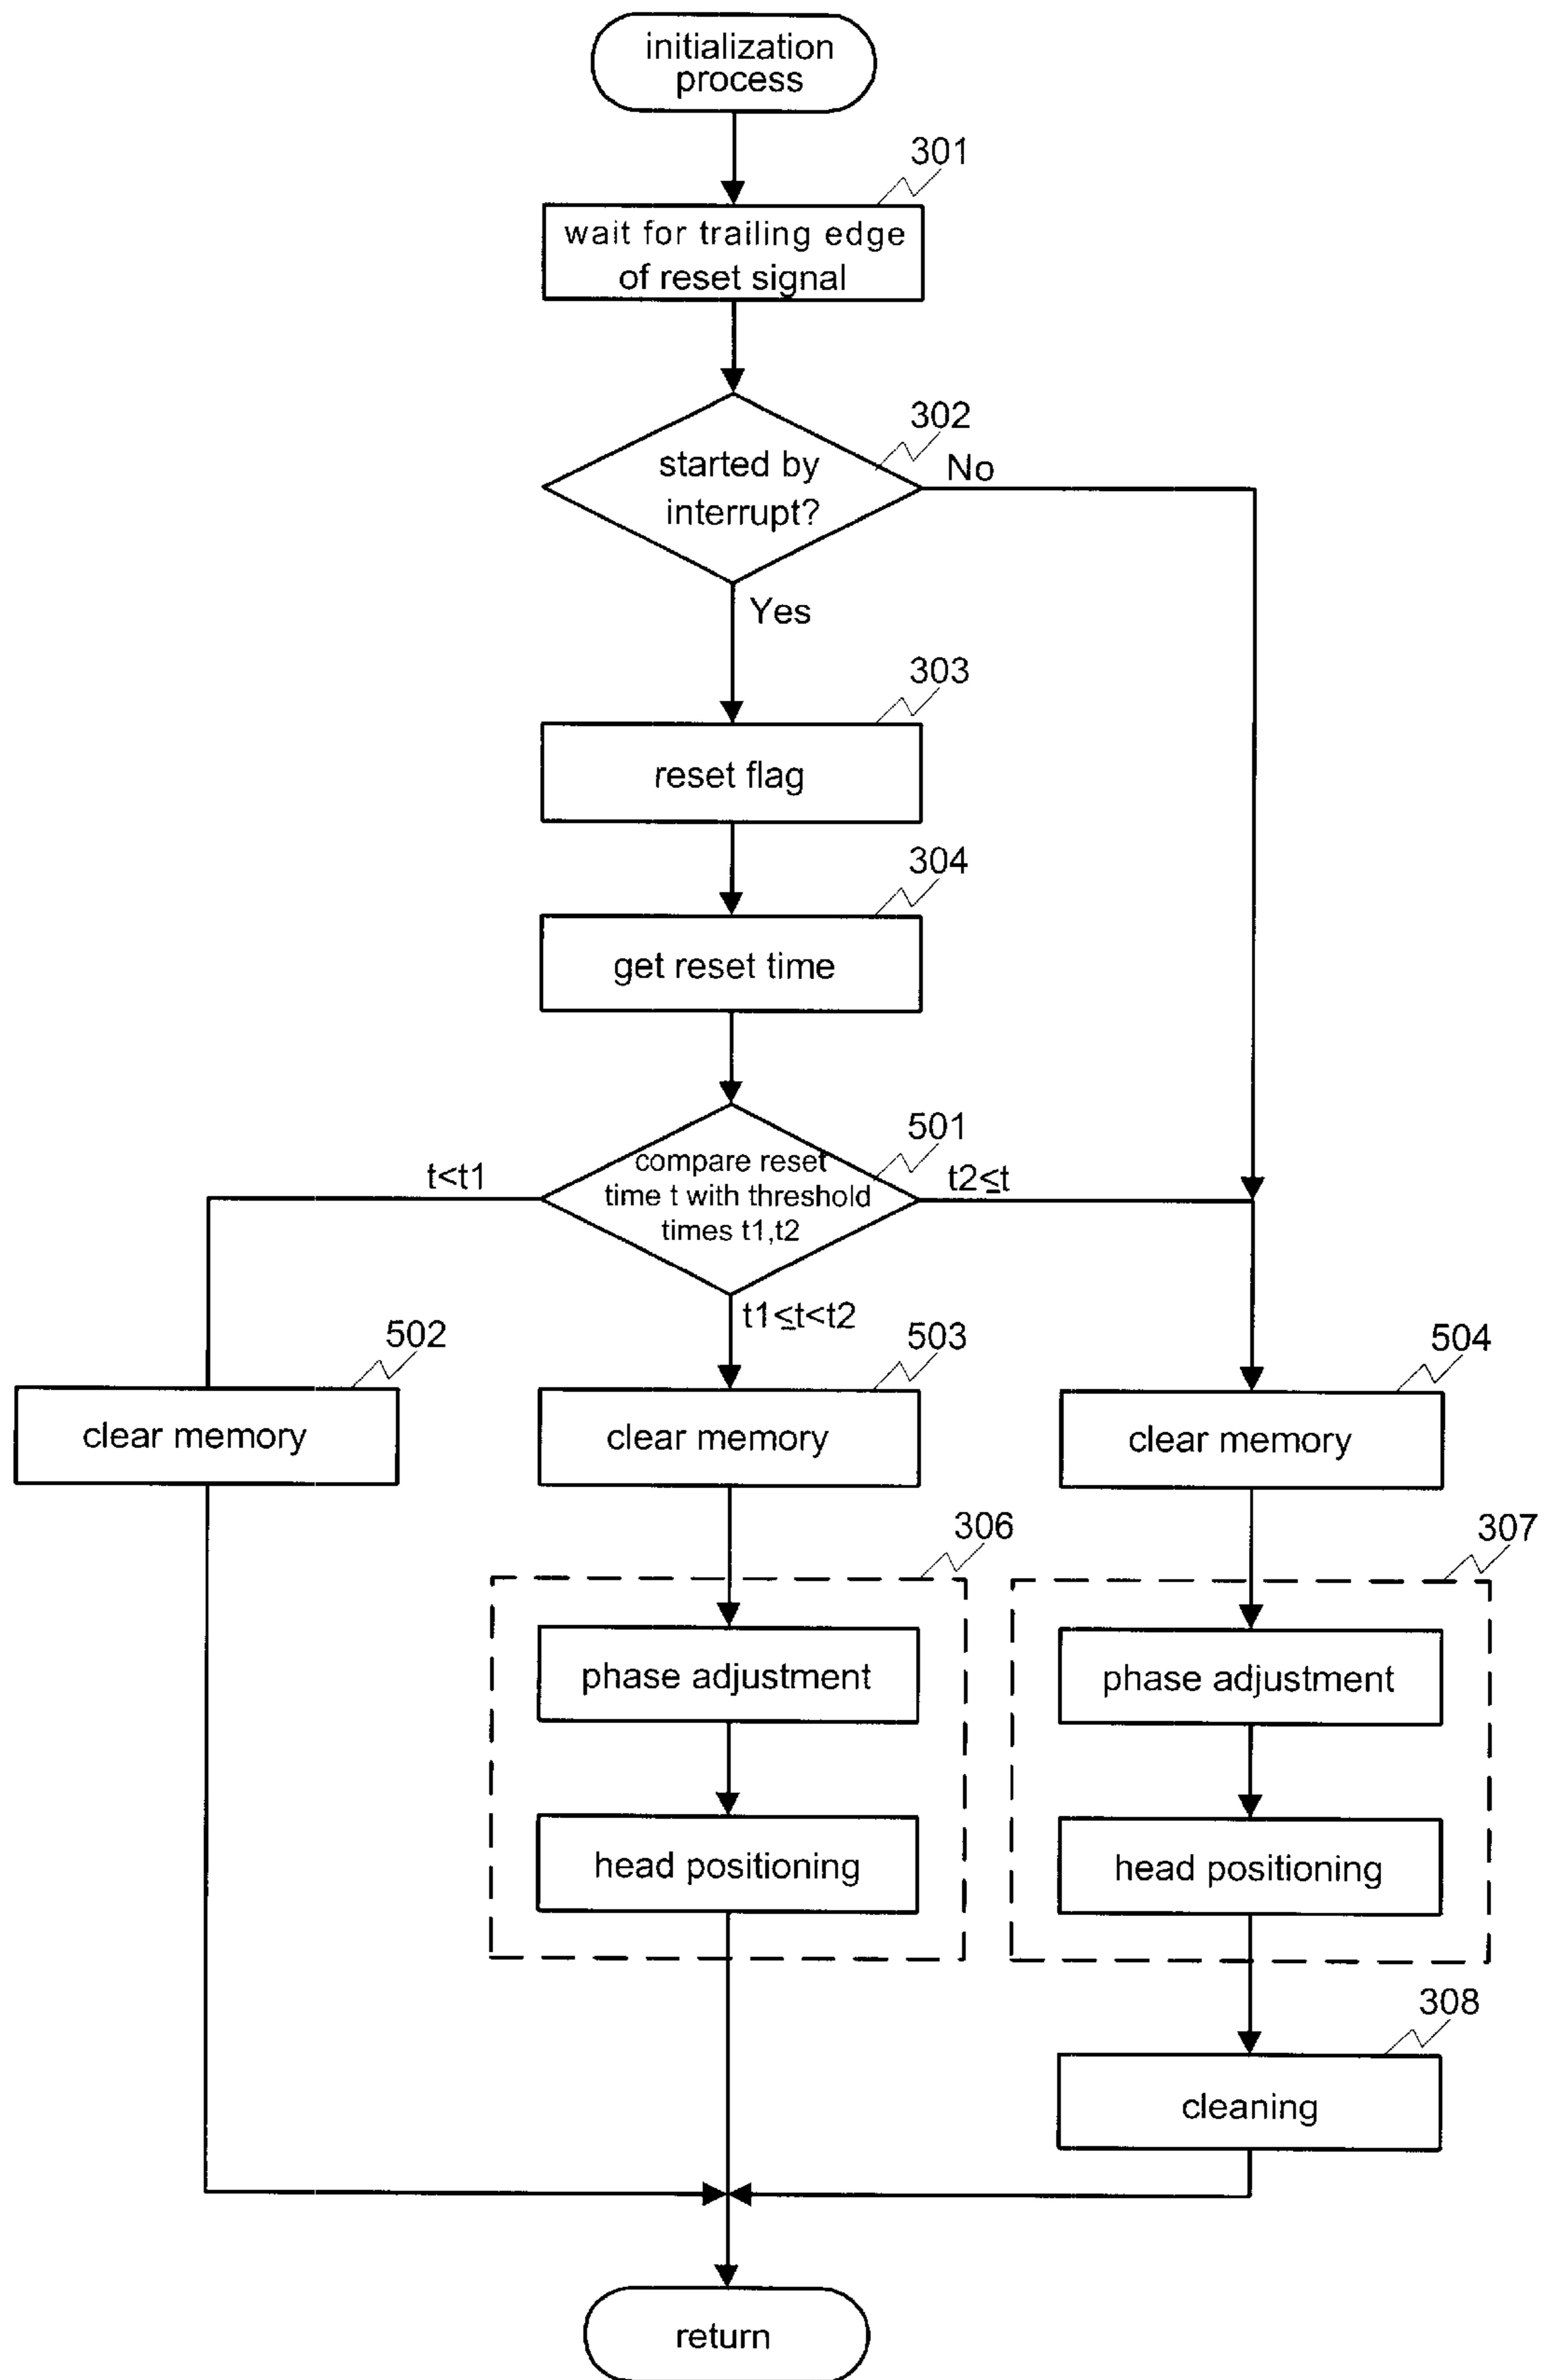 initialization
process
301
wait for trailing edge
of reset signal
302
started by
interrupt?
No
Yes
303
reset flag
304
get reset time
501
compare reset
time t with threshold
times t1,t2
t<t1
t2≤t
t1≤t<t2
502
503
504
clear memory
clear memory
clear memory
306
307
phase adjustment
phase adjustment
head positioning
head positioning
308
cleaning
return